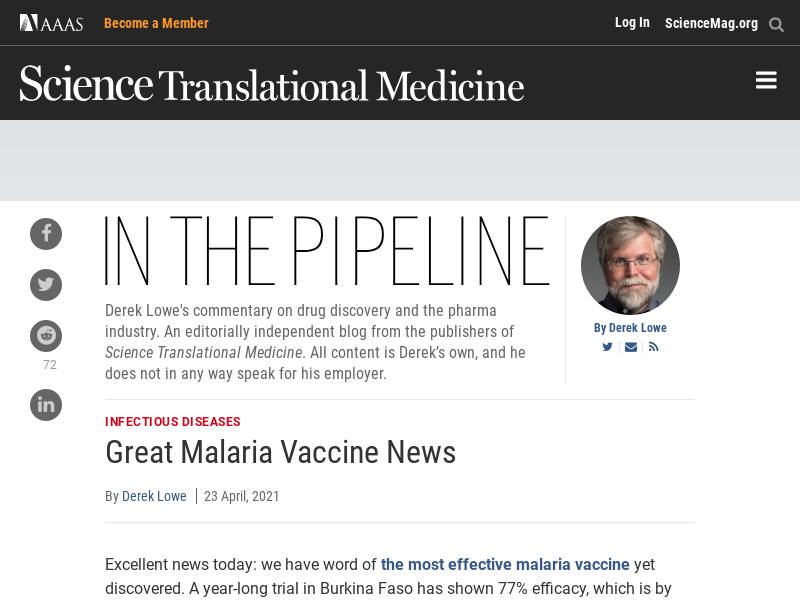 AAAS
Become a Member
Log In
ScienceMag.org
Science Translational Medicine
IN THE PIPELINE
Derek Lowe's commentary on drug discovery and the pharma
industry. An editorially independent blog from the publishers of
Science Translational Medicine. All content is Derek’s own, and he
does not in any way speak for his employer.
By Derek Lowe
72
INFECTIOUS DISEASES
Great Malaria Vaccine News
By Derek Lowe | 23 April, 2021
Excellent news today: we have word of the most effective malaria vaccine yet
discovered. A year-long trial in Burkina Faso has shown 77% efficacy, which is by